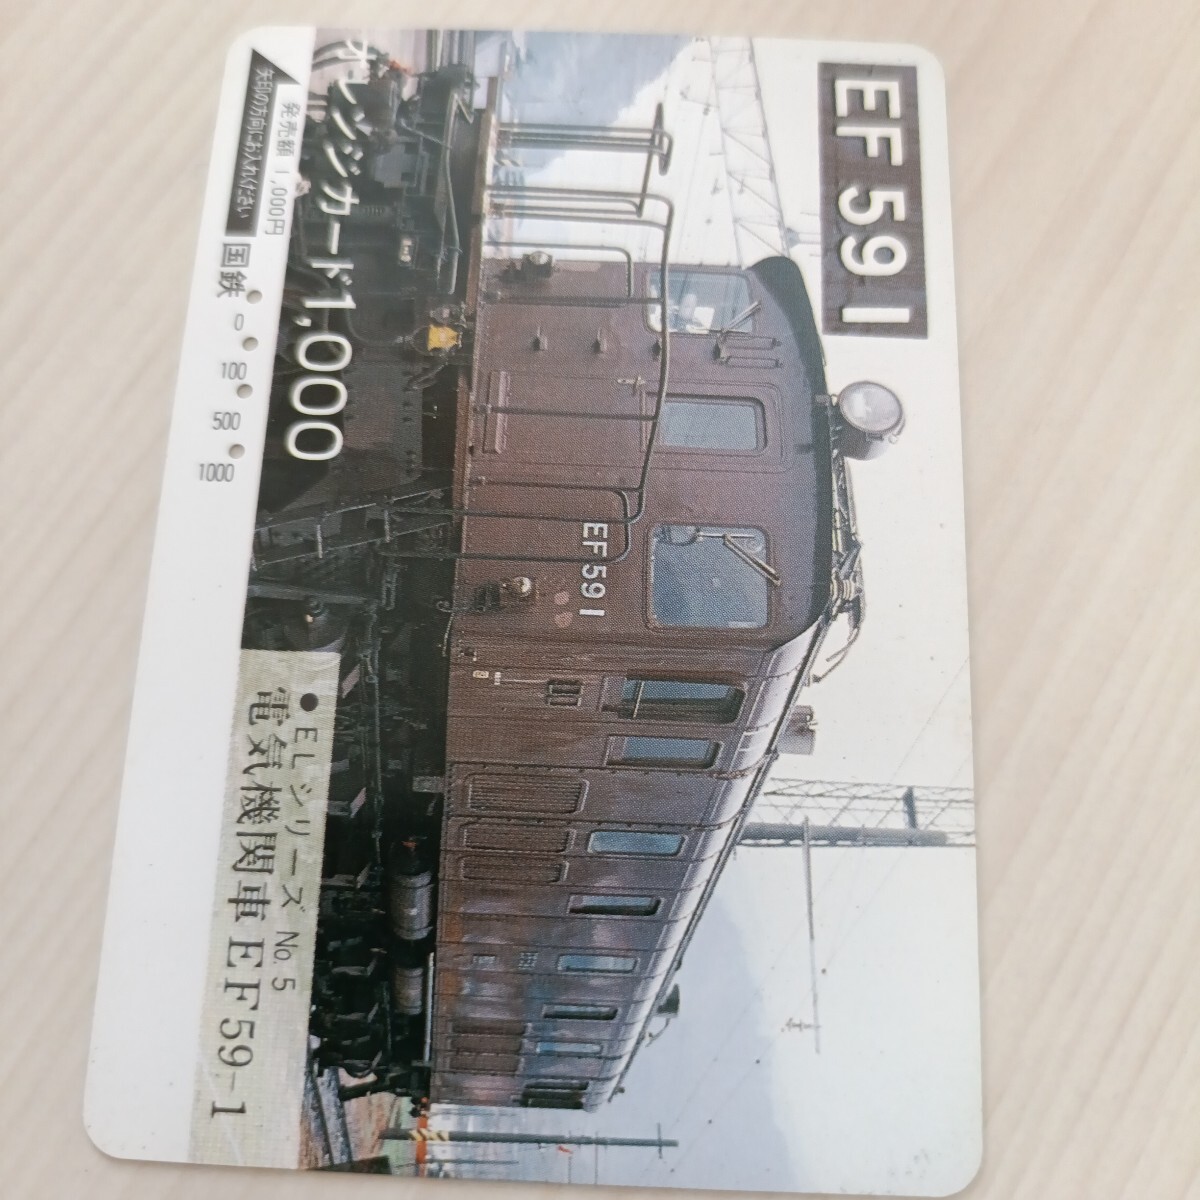 EF 59 1
EF 59 1
オレンジカード1,000
発売額 1,000円
矢印の方向にお入れください
国鉄
0
100
500
1000
●ELシリーズ No.5
電気機関車 EF59-1